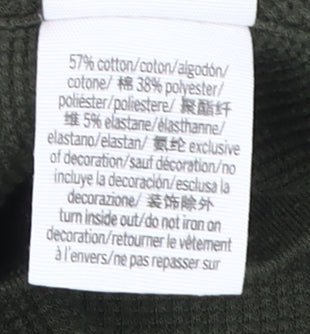 57% cotton/coton/algodón/
cotone/ 棉 38% polyester/
poliéster/poliestere/ 聚酯纤
维 5% elastane/élasthanne/
elastano/elastan/ 氨纶 exclusive
of decoration/sauf décoration/no
incluye la decoración/esclusa la
decorazione/ 装饰除外
turn inside out/do not iron on
decoration/retourner le vêtement
à l'envers/ne pas repasser sur